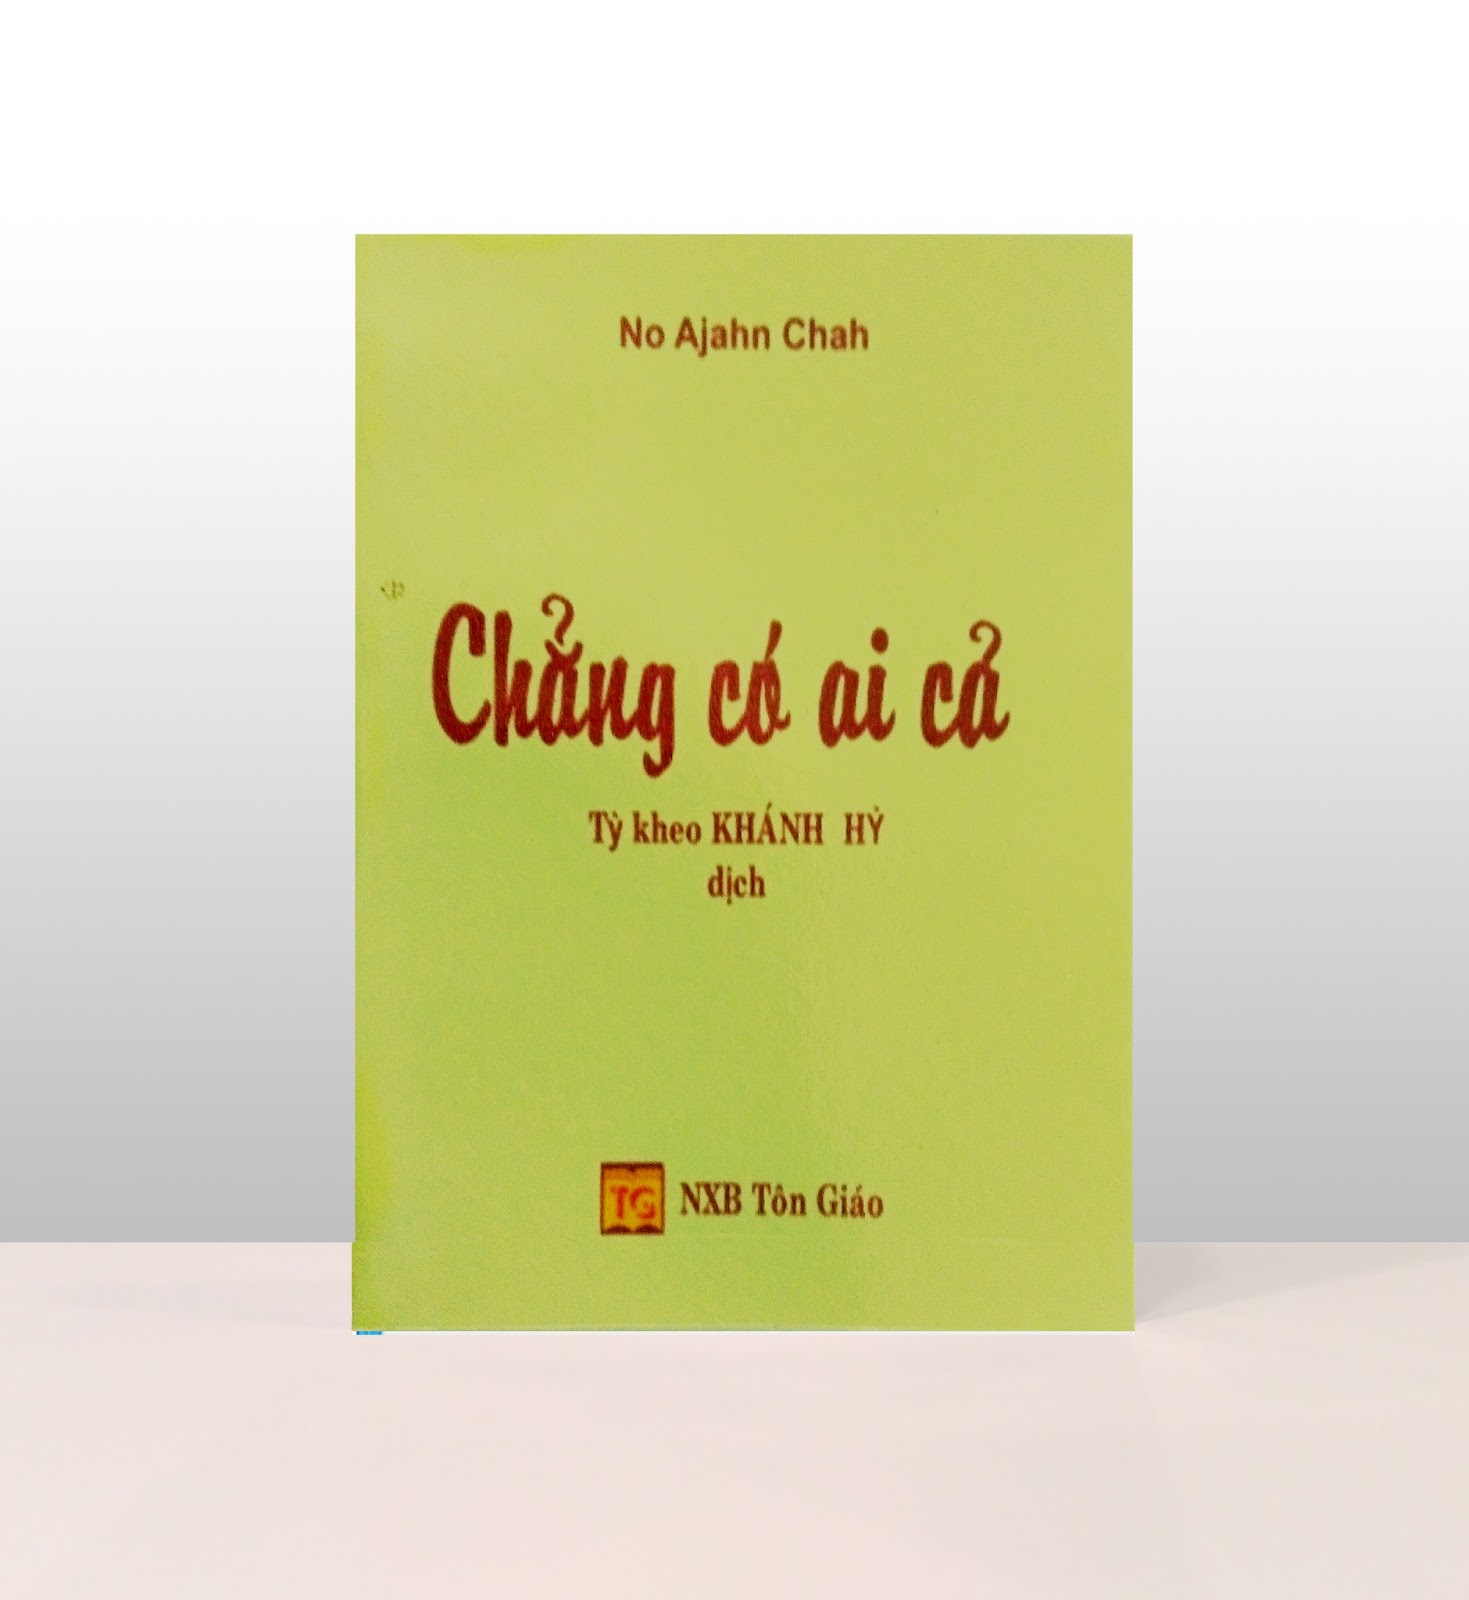 No Ajahn Chah
Chẳng có ai cả
Tỳ kheo KHÁNH HỶ
dịch
TG NXB Tôn Giáo